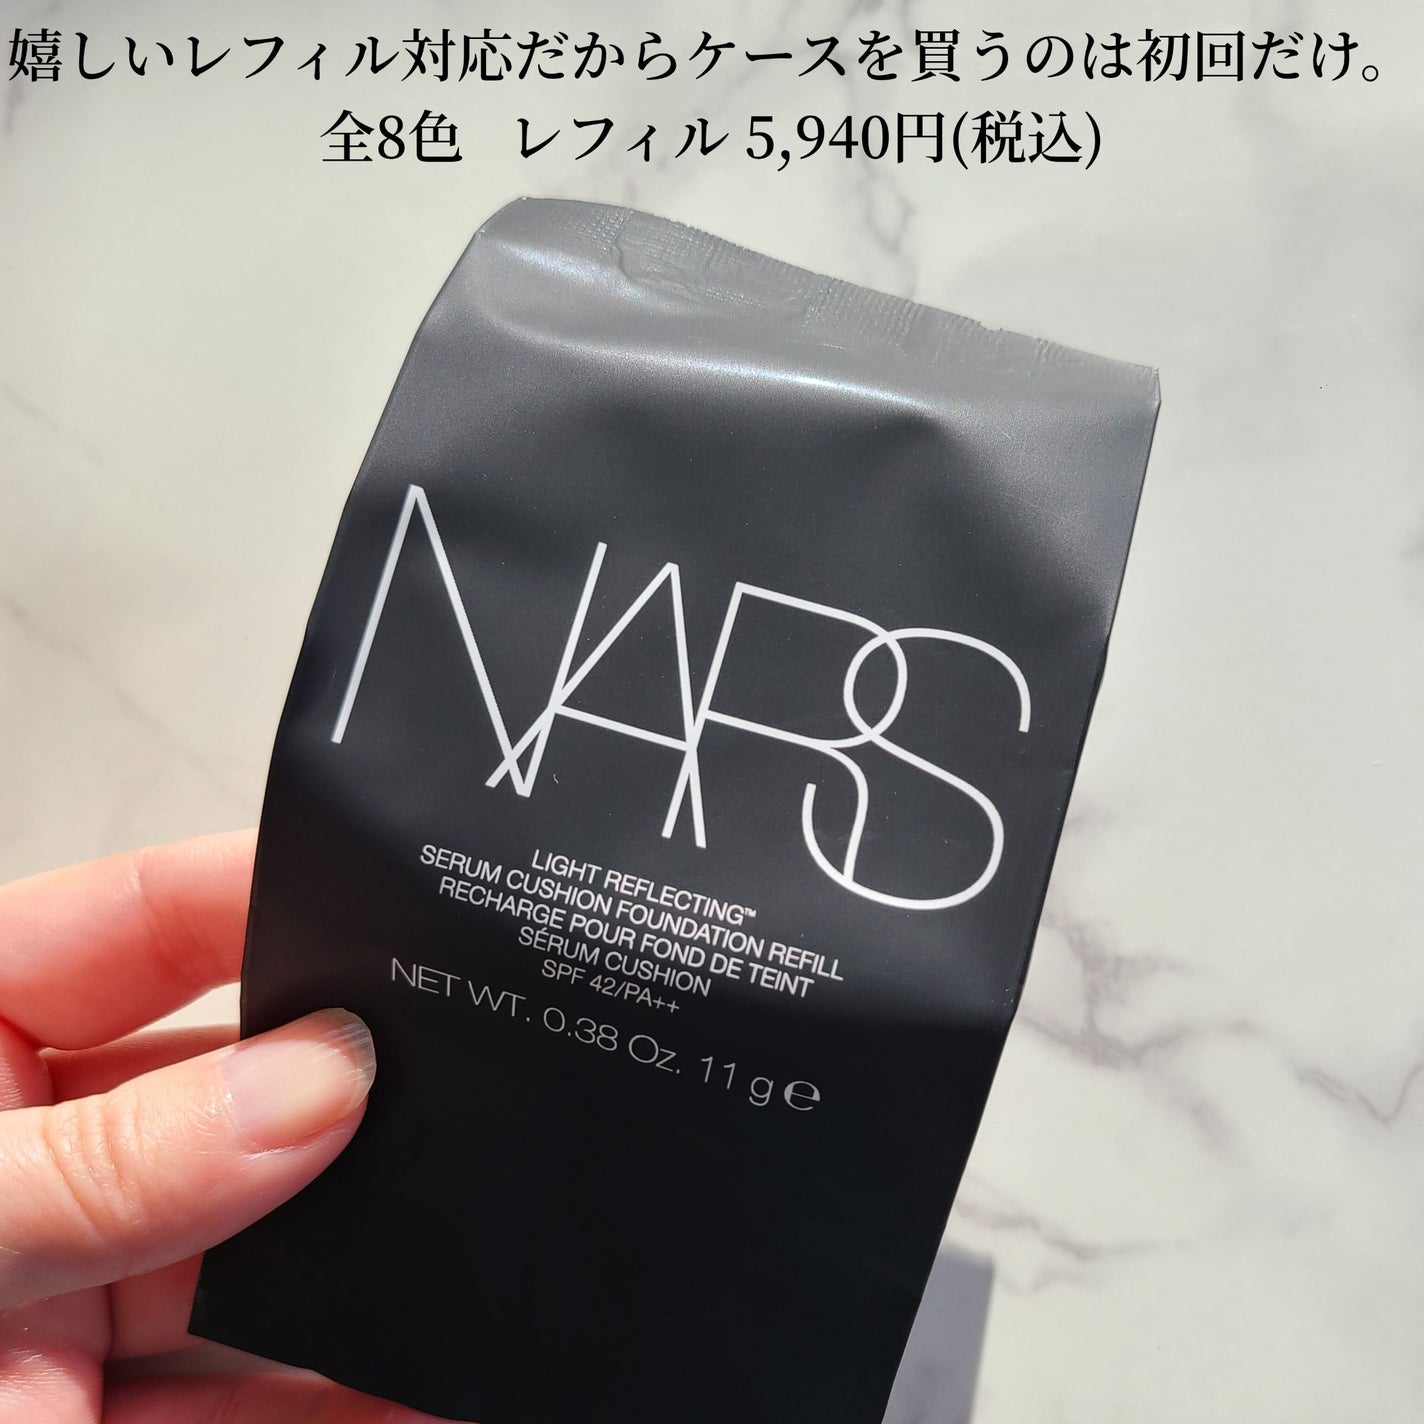 嬉しいレフィル対応だからケースを買うのは初回だけ。
全8色 レフィル 5,940円(税込)
NARS
LIGHT REFLECTING™
SERUM CUSHION FOUNDATION REFILL
RECHARGE POUR FOND DE TEINT
SÉRUM CUSHION
SPF 42/PA++
NET WT. 0.38 Oz. 11 g ℮